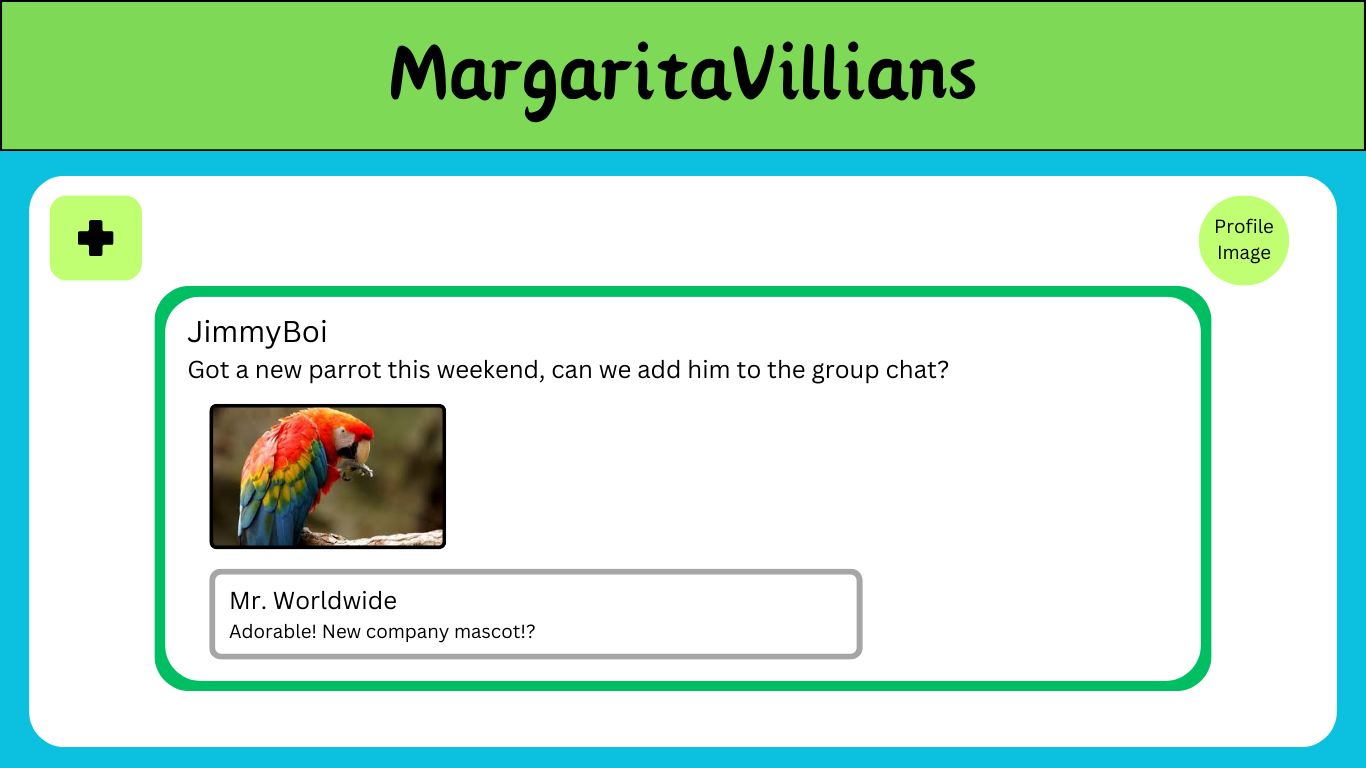 MargaritaVillians
Profile
Image
JimmyBoi
Got a new parrot this weekend, can we add him to the group chat?
Mr. Worldwide
Adorable! New company mascot!?